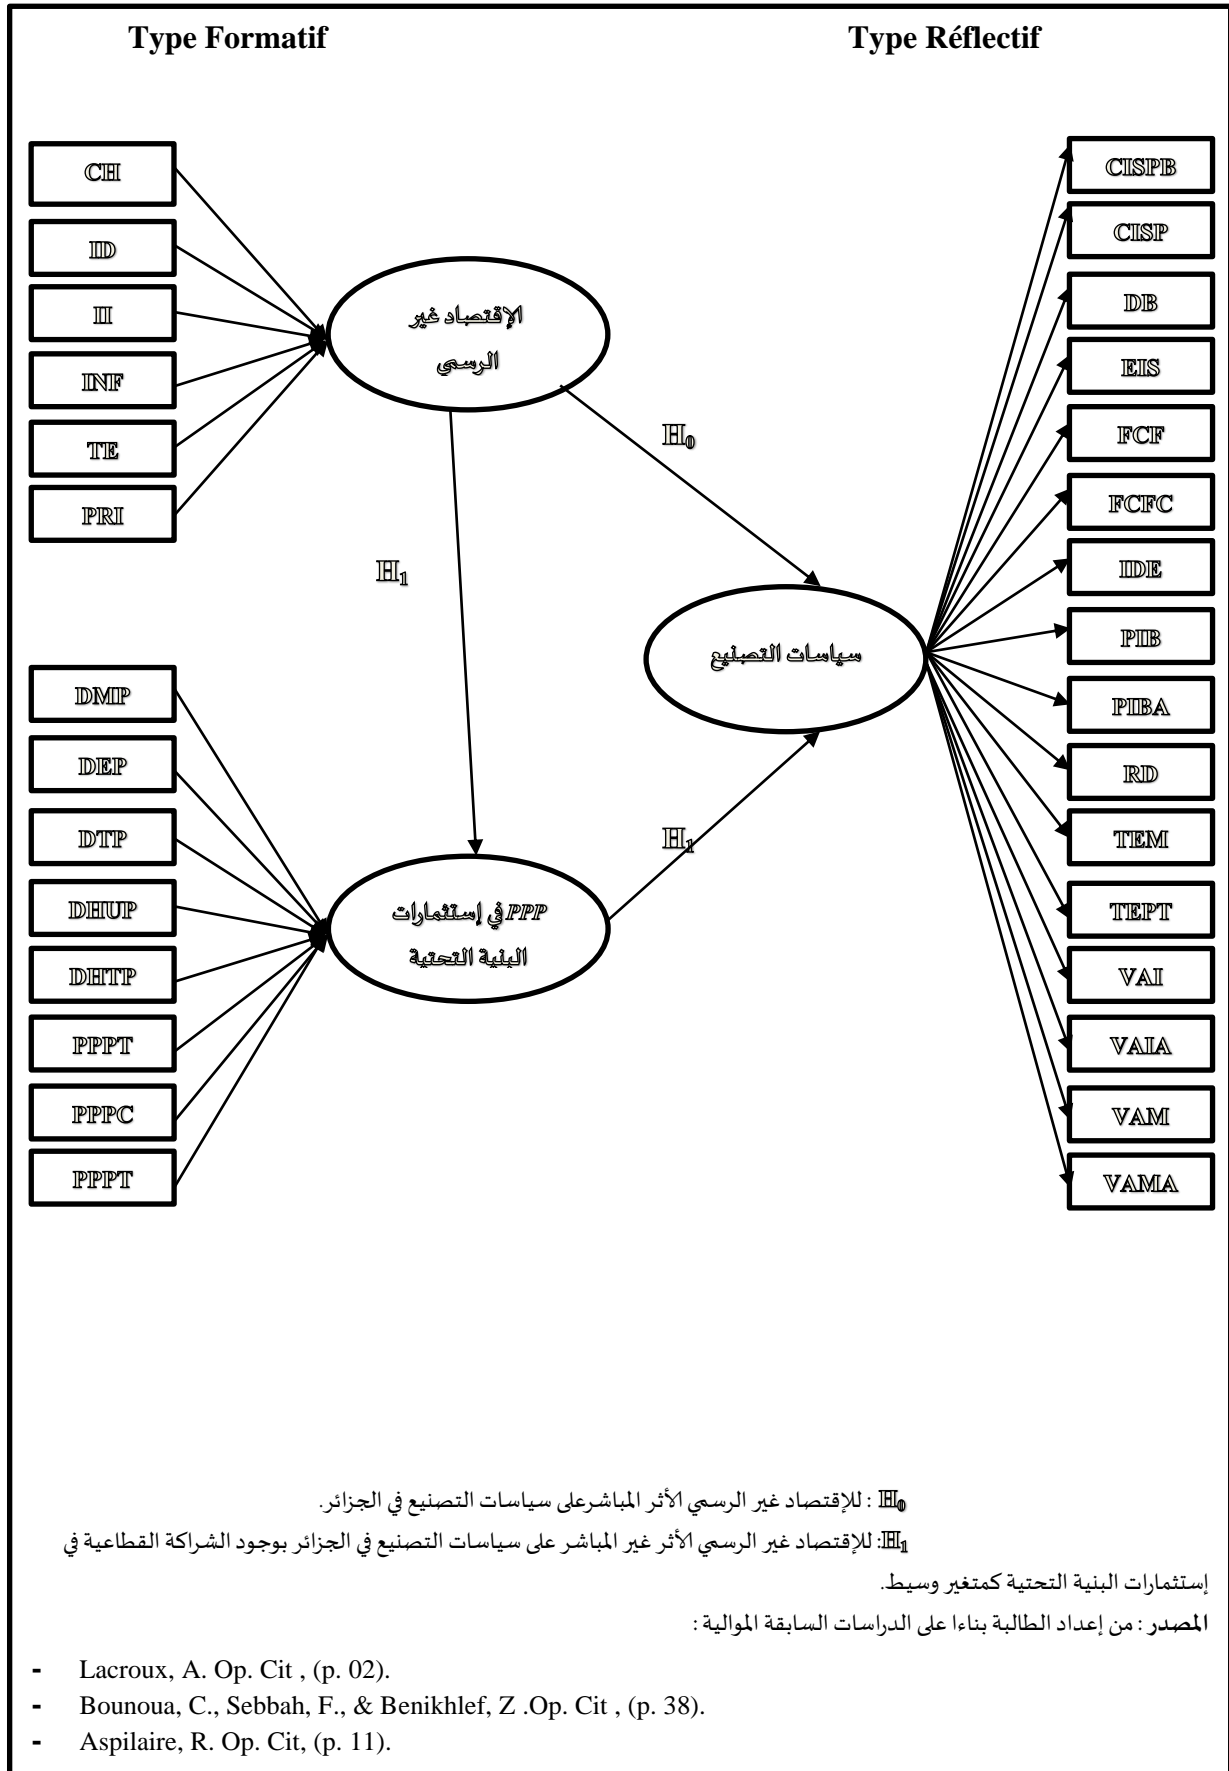 Type Formatif
Type Réflectif
CH
ID
II
INF
TE
PRI
الإقتصاد غير
الرسمي
H₀
H₁
سياسات التصنيع
DMP
DEP
DTP
DHUP
DHTP
PPPT
PPPC
PPPT
PPP في إستثمارات
البنية التحتية
H₁
CISPB
CISP
DB
EIS
FCF
FCFC
IDE
PIB
PIBA
RD
TEM
TEPT
VAI
VAIA
VAM
VAMA
H₀ : للإقتصاد غير الرسمي الأثر المباشرعلى سياسات التصنيع في الجزائر.
H₁: للإقتصاد غير الرسمي الأثر غير المباشر على سياسات التصنيع في الجزائر بوجود الشراكة القطاعية في
إستثمارات البنية التحتية كمتغير وسيط.
المصدر : من إعداد الطالبة بناءا على الدراسات السابقة الموالية :
- Lacroux, A. Op. Cit , (p. 02).
- Bounoua, C., Sebbah, F., & Benikhlef, Z .Op. Cit , (p. 38).
- Aspilaire, R. Op. Cit, (p. 11).